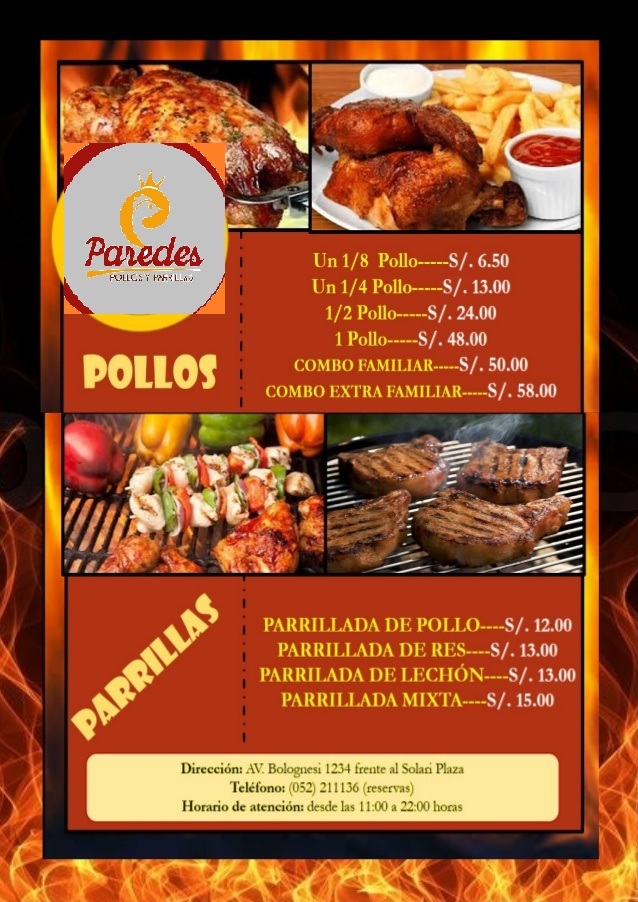 Paredes
POLLOS Y PARRILLAS
POLLOS
Un 1/8 Pollo-----S/. 6.50
Un 1/4 Pollo-----S/. 13.00
1/2 Pollo-----S/. 24.00
1 Pollo-----S/. 48.00
COMBO FAMILIAR-----S/. 50.00
COMBO EXTRA FAMILIAR-----S/. 58.00
PARRILLAS
PARRILLADA DE POLLO----S/. 12.00
PARRILLADA DE RES----S/. 13.00
PARRILADA DE LECHÓN----S/. 13.00
PARRILLADA MIXTA----S/. 15.00
Dirección: AV. Bolognesi 1234 frente al Solari Plaza
Teléfono: (052) 211136 (reservas)
Horario de atención: desde las 11:00 a 22:00 horas